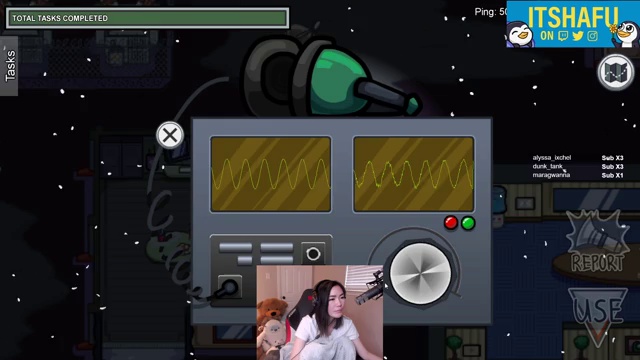 TOTAL TASKS COMPLETED
Ping: 50
ITSHAFU
ON
Tasks
alyssa_ixchel Sub X3
dunk_tank Sub X3
maragwanna Sub X1
REPORT
USE